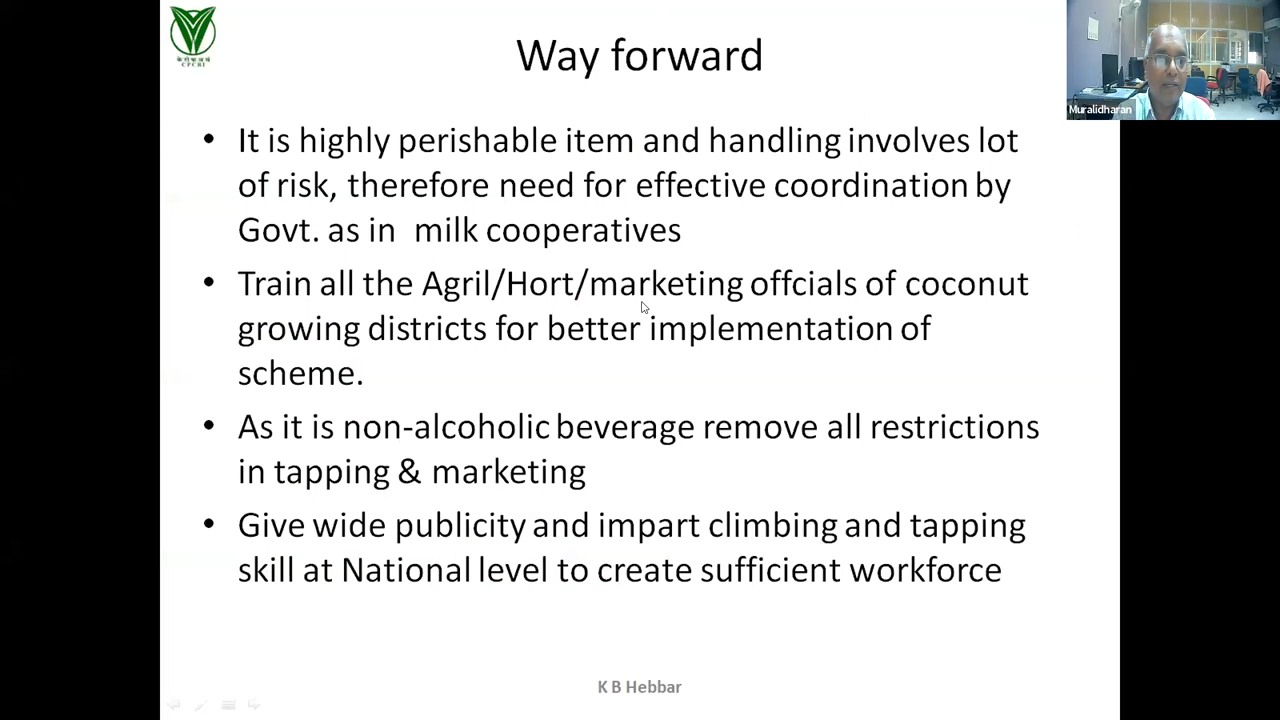 Way forward
Muralidharan
CPCRI
• It is highly perishable item and handling involves lot
of risk, therefore need for effective coordination by
Govt. as in milk cooperatives
• Train all the Agril/Hort/marketing offcials of coconut
growing districts for better implementation of
scheme.
• As it is non-alcoholic beverage remove all restrictions
in tapping & marketing
• Give wide publicity and impart climbing and tapping
skill at National level to create sufficient workforce
K B Hebbar